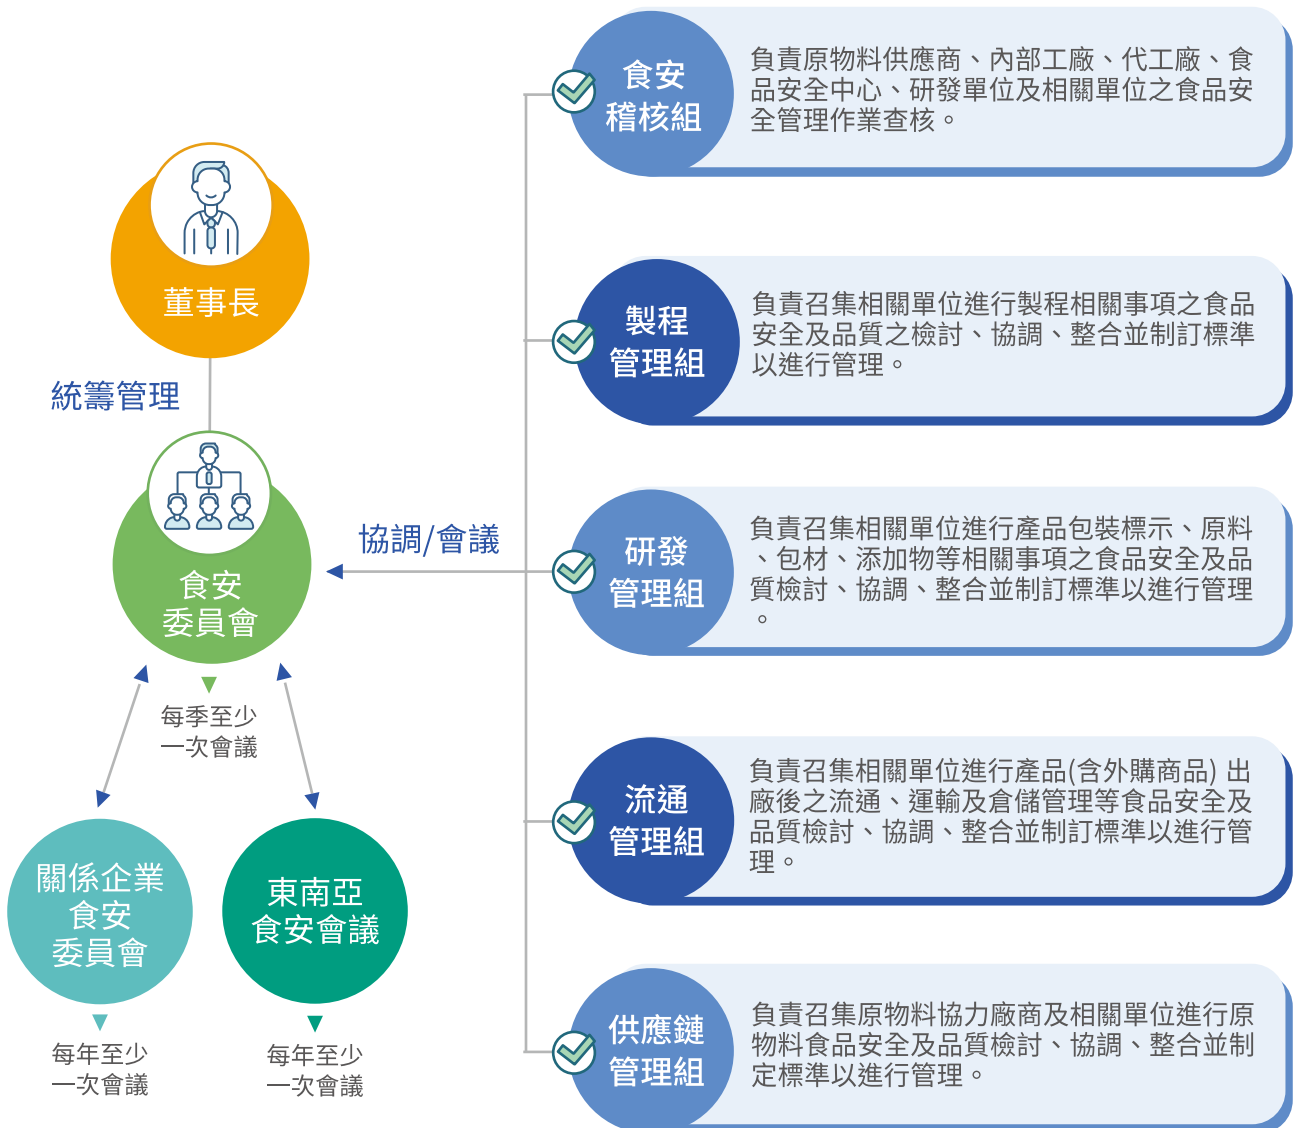 董事長
統籌管理
食安
委員會
每季至少
一次會議
協調/會議
關係企業
食安
委員會
每年至少
一次會議
東南亞
食安會議
每年至少
一次會議
食安
稽核組
負責原物料供應商、內部工廠、代工廠、食
品安全中心、研發單位及相關單位之食品安
全管理作業查核。
製程
管理組
負責召集相關單位進行製程相關事項之食品
安全及品質之檢討、協調、整合並制訂標準
以進行管理。
研發
管理組
負責召集相關單位進行產品包裝標示、原料
、包材、添加物等相關事項之食品安全及品
質檢討、協調、整合並制訂標準以進行管理
。
流通
管理組
負責召集相關單位進行產品(含外購商品) 出
廠後之流通、運輸及倉儲管理等食品安全及
品質檢討、協調、整合並制訂標準以進行管
理。
供應鏈
管理組
負責召集原物料協力廠商及相關單位進行原
物料食品安全及品質檢討、協調、整合並制
定標準以進行管理。